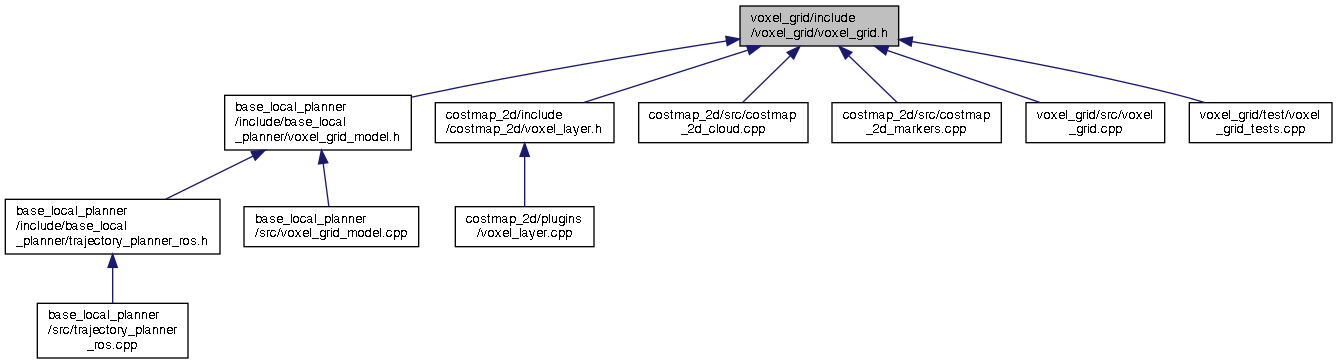 voxel_grid/include
/voxel_grid/voxel_grid.h
base_local_planner
/include/base_local
_planner/voxel_grid_model.h
costmap_2d/include
/costmap_2d/voxel_layer.h
costmap_2d/src/costmap
_2d_cloud.cpp
costmap_2d/src/costmap
_2d_markers.cpp
voxel_grid/src/voxel
_grid.cpp
voxel_grid/test/voxel
_grid_tests.cpp
base_local_planner
/include/base_local
_planner/trajectory_planner_ros.h
base_local_planner
/src/voxel_grid_model.cpp
costmap_2d/plugins
/voxel_layer.cpp
base_local_planner
/src/trajectory_planner
_ros.cpp